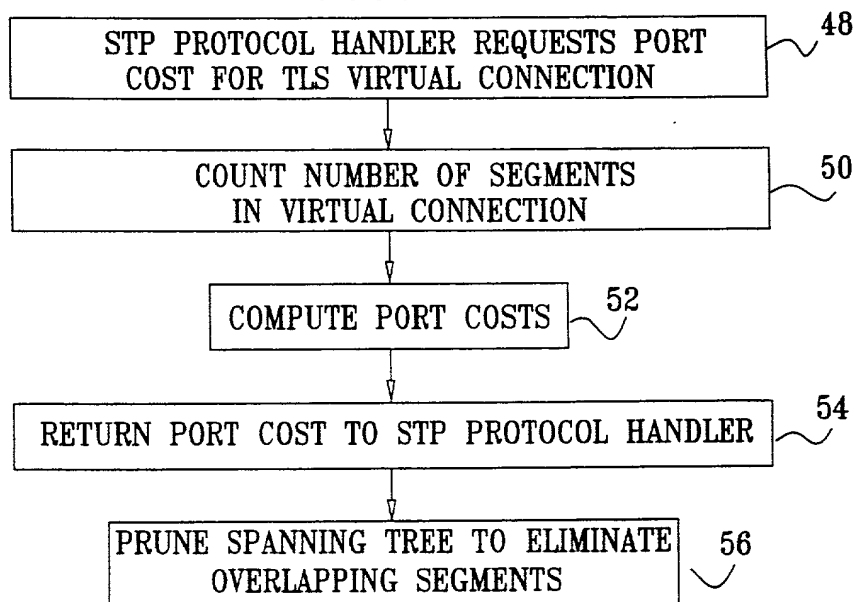 STP PROTOCOL HANDLER REQUESTS PORT
COST FOR TLS VIRTUAL CONNECTION
48
COUNT NUMBER OF SEGMENTS
IN VIRTUAL CONNECTION
50
COMPUTE PORT COSTS
52
RETURN PORT COST TO STP PROTOCOL HANDLER
54
PRUNE SPANNING TREE TO ELIMINATE
OVERLAPPING SEGMENTS
56